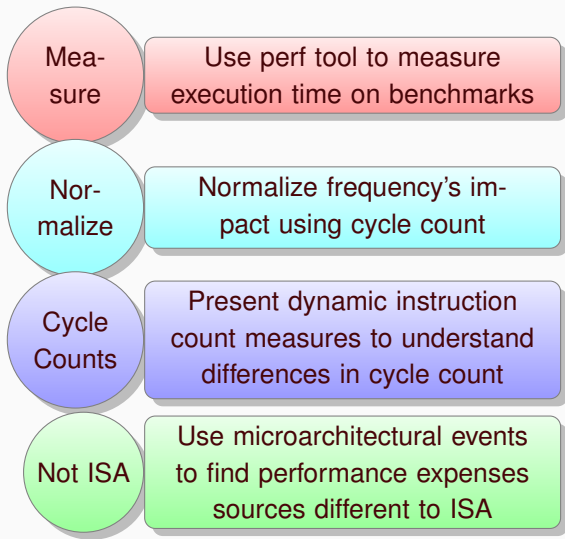 Mea-
sure
Use perf tool to measure
execution time on benchmarks
Nor-
malize
Normalize frequency's im-
pact using cycle count
Cycle
Counts
Present dynamic instruction
count measures to understand
differences in cycle count
Not ISA
Use microarchitectural events
to find performance expenses
sources different to ISA